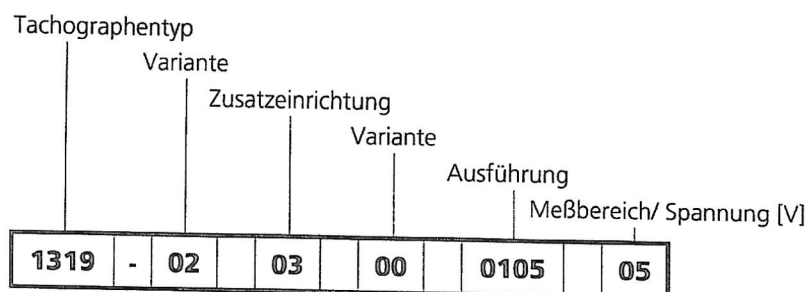 Tachographentyp
Variante
Zusatzeinrichtung
Variante
Ausführung
Meßbereich/ Spannung [V]
1319 - 02 03 00 0105 05